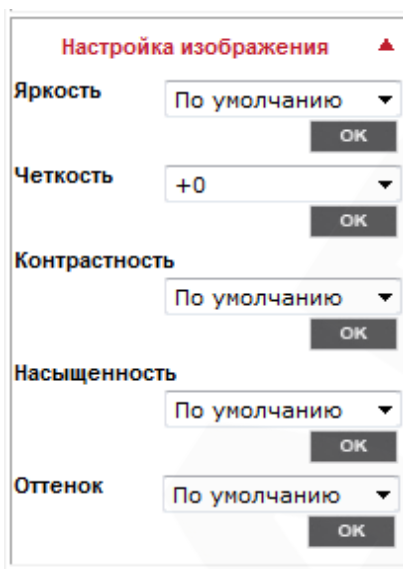 Настройка изображения
Яркость
По умолчанию
OK
Четкость
+0
OK
Контрастность
По умолчанию
OK
Насыщенность
По умолчанию
OK
Оттенок
По умолчанию
OK